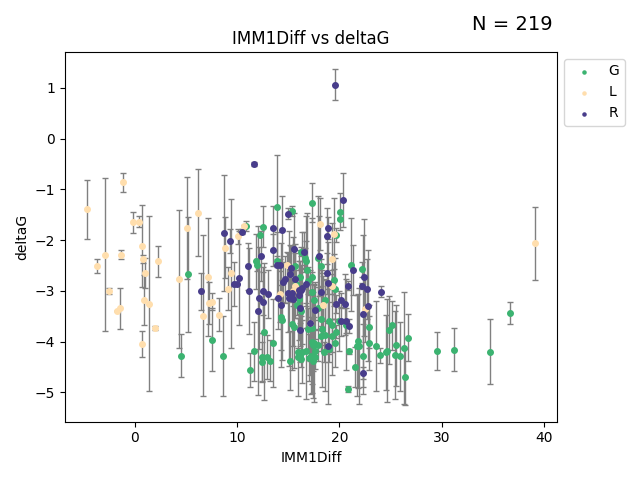 N = 219
IMM1Diff vs deltaG
G
L
R
1
0
−1
−2
−3
−4
−5
deltaG
0
10
20
30
40
IMM1Diff